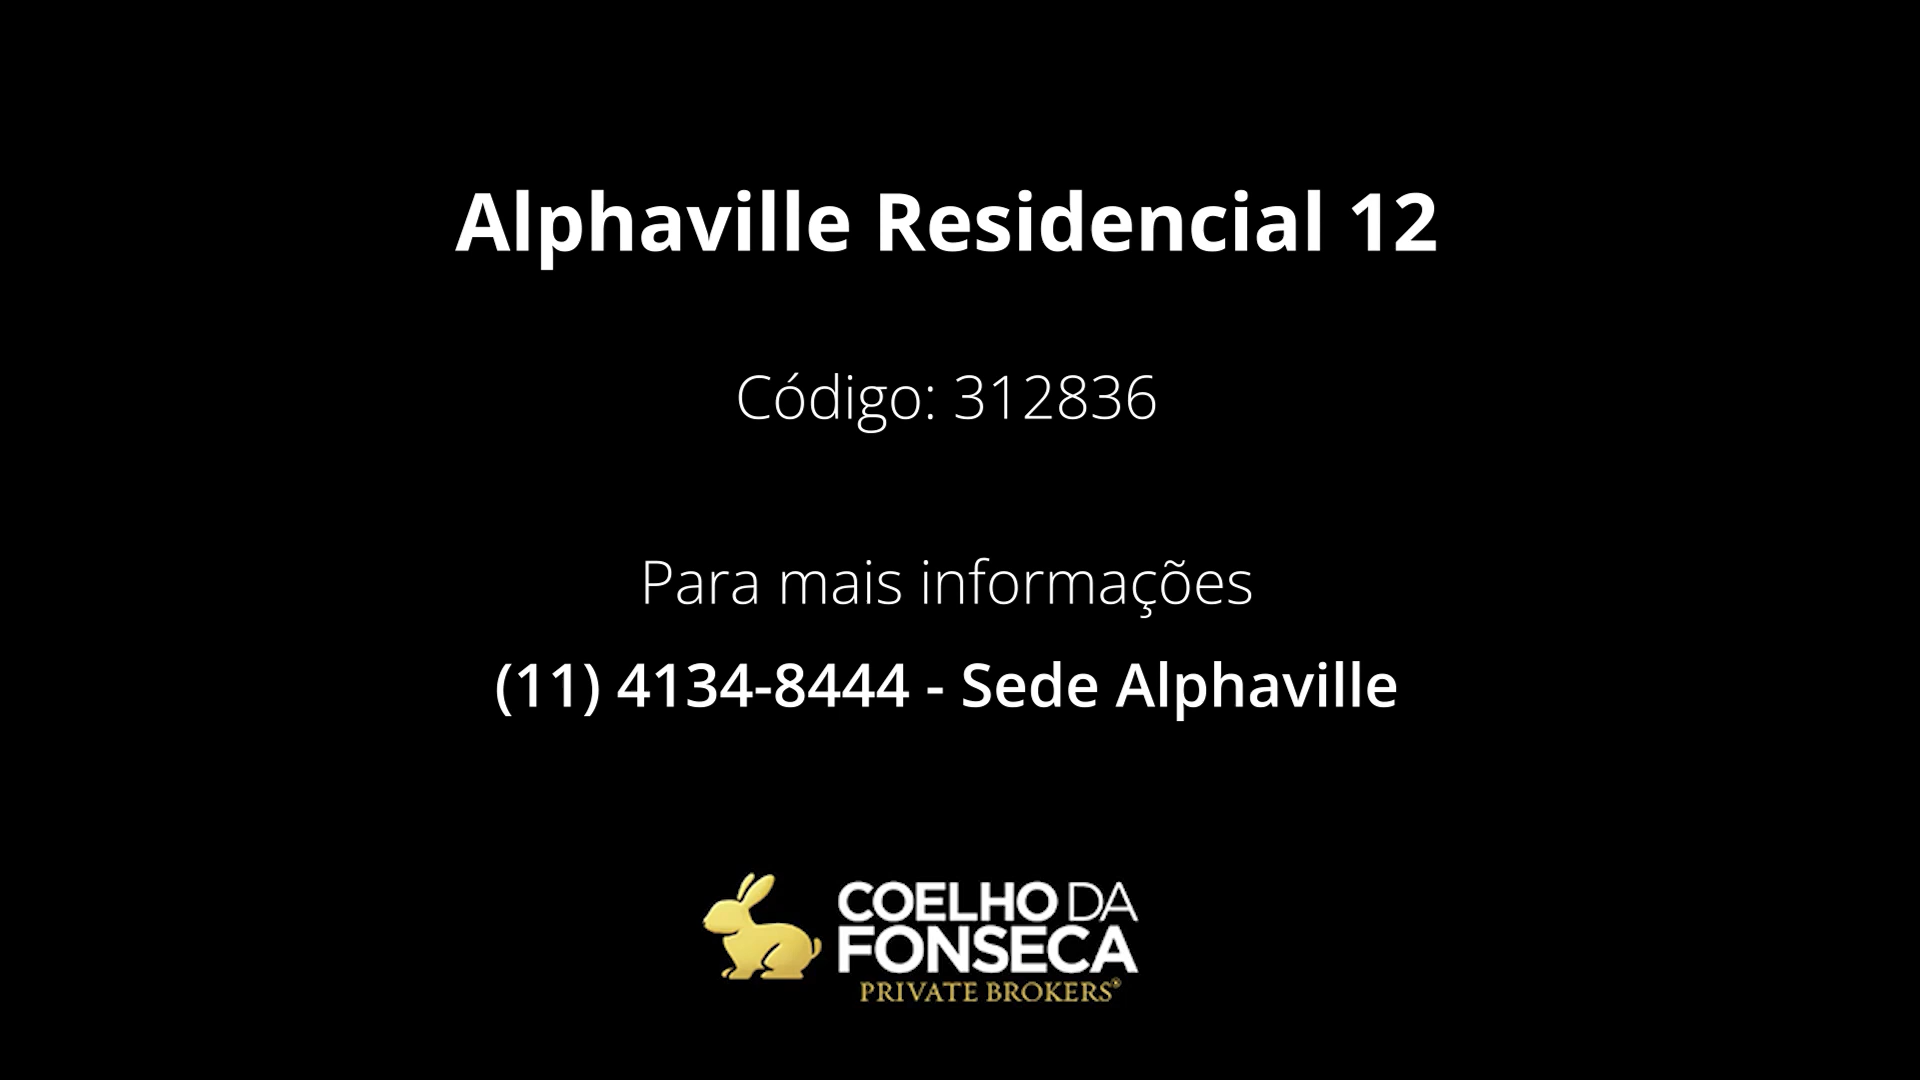 Alphaville Residencial 12
Código: 312836
Para mais informações
(11) 4134-8444 - Sede Alphaville
COELHO DA
FONSECA
PRIVATE BROKERS®